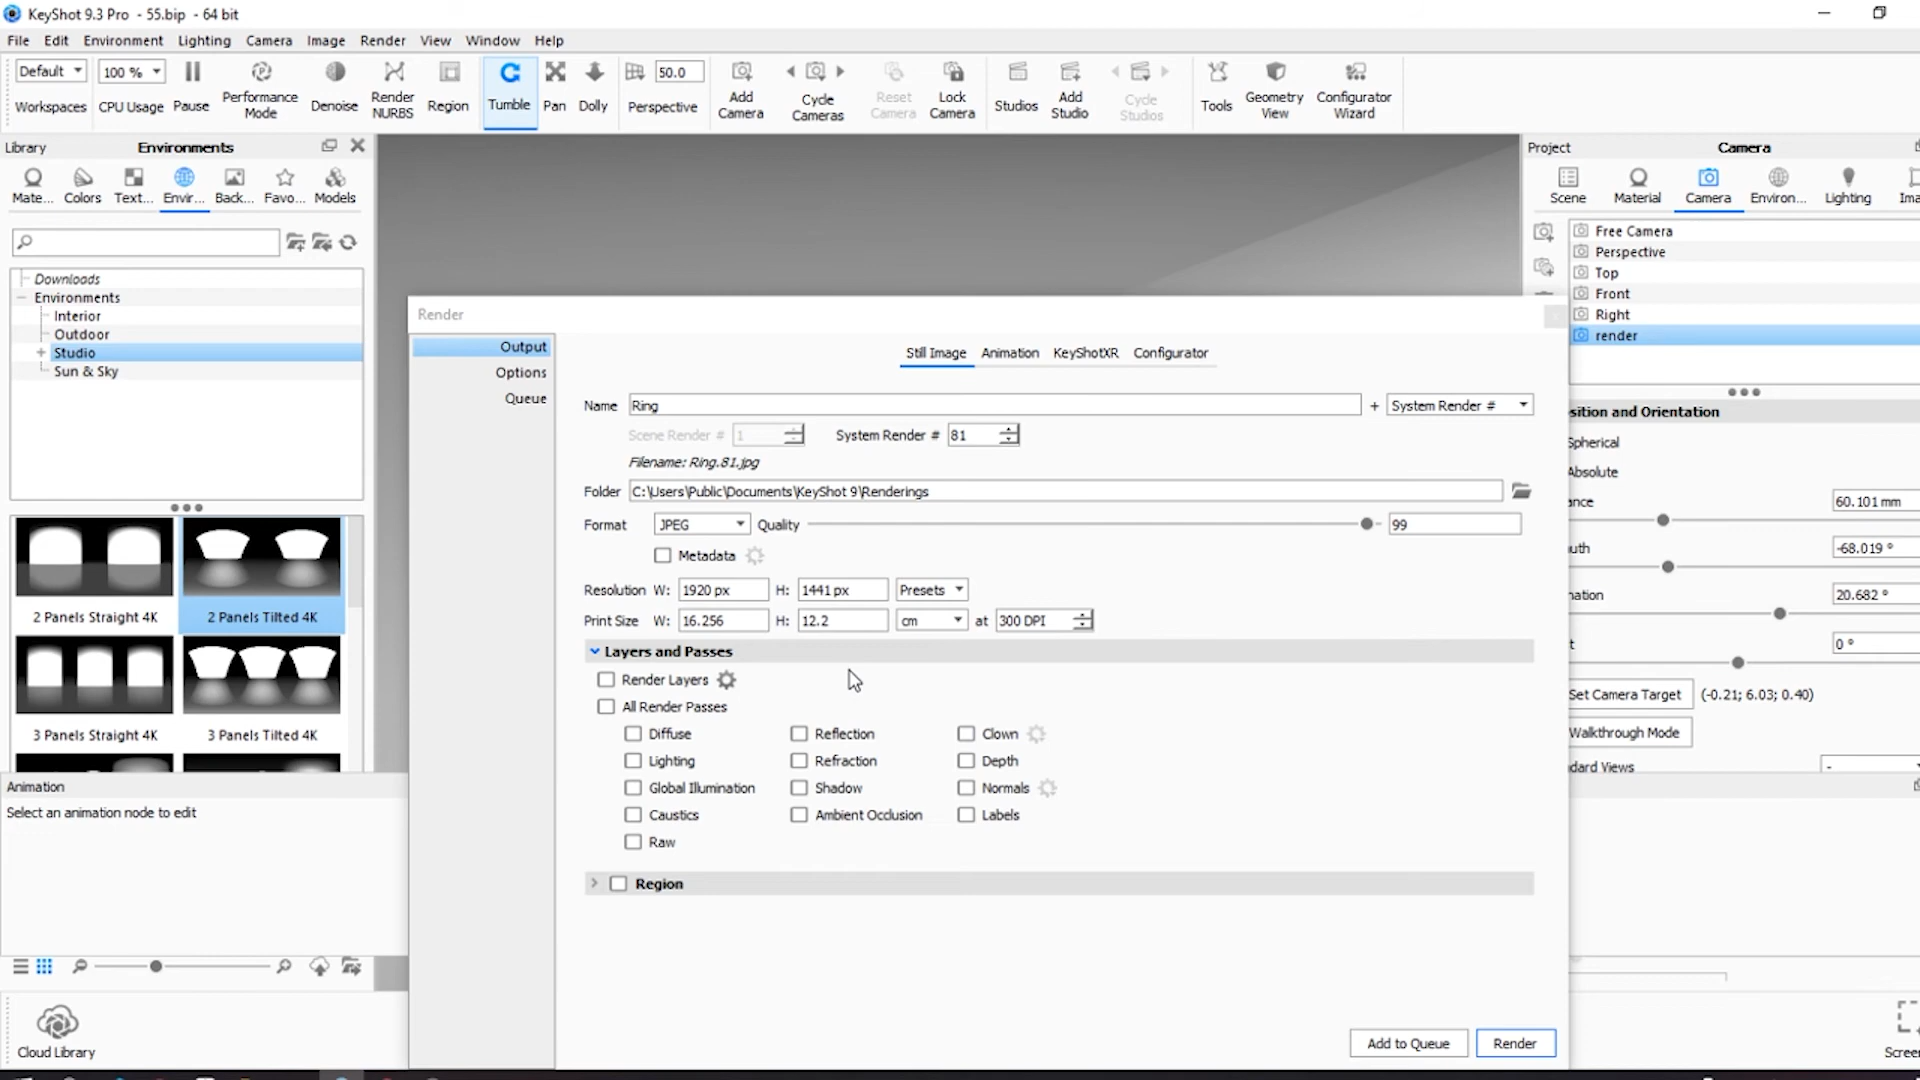 KeyShot 9.3 Pro - 55.bip - 64 bit
File Edit Environment Lighting Camera Image Render View Window Help
Default 100 % 50.0
Workspaces CPU Usage Pause Performance Mode Denoise Render NURBS Region Tumble Pan Dolly Perspective Add Camera Cycle Cameras Reset Camera Lock Camera Studios Add Studio Cycle Studios Tools Geometry View Configurator Wizard
Library Environments
Mate... Colors Text... Envir... Back... Favo... Models
Downloads
Environments
Interior
Outdoor
Studio
Sun & Sky
2 Panels Straight 4K 2 Panels Tilted 4K
3 Panels Straight 4K 3 Panels Tilted 4K
Animation
Select an animation node to edit
Cloud Library
Render
Output
Options
Queue
Still Image Animation KeyShotXR Configurator
Name Ring + System Render #
Scene Render # 1 System Render # 81
Filename: Ring.81.jpg
Folder C:\Users\Public\Documents\KeyShot 9\Renderings
Format JPEG Quality 99
Metadata
Resolution W: 1920 px H: 1441 px Presets
Print Size W: 16.256 H: 12.2 cm at 300 DPI
Layers and Passes
Render Layers
All Render Passes
Diffuse Reflection Clown
Lighting Refraction Depth
Global Illumination Shadow Normals
Caustics Ambient Occlusion Labels
Raw
Region
Add to Queue Render
Project Camera
Scene Material Camera Environ... Lighting Ima
Free Camera
Perspective
Top
Front
Right
render
sition and Orientation
Spherical
Absolute
ance 60.101 mm
uth -68.019 °
nation 20.682 °
t 0 °
Set Camera Target (-0.21; 6.03; 0.40)
Walkthrough Mode
dard Views -
Screen